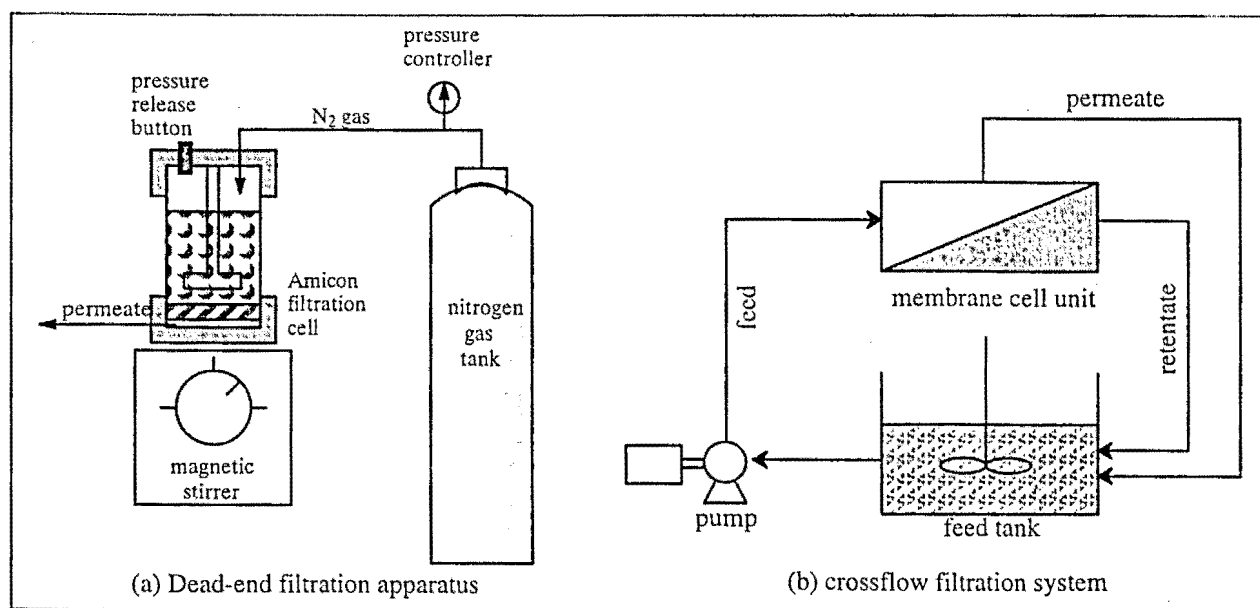 pressure
controller
pressure
release
button
N₂ gas
permeate
Amicon
filtration
cell
nitrogen
gas
tank
magnetic
stirrer
(a) Dead-end filtration apparatus
permeate
feed
membrane cell unit
retentate
pump
feed tank
(b) crossflow filtration system